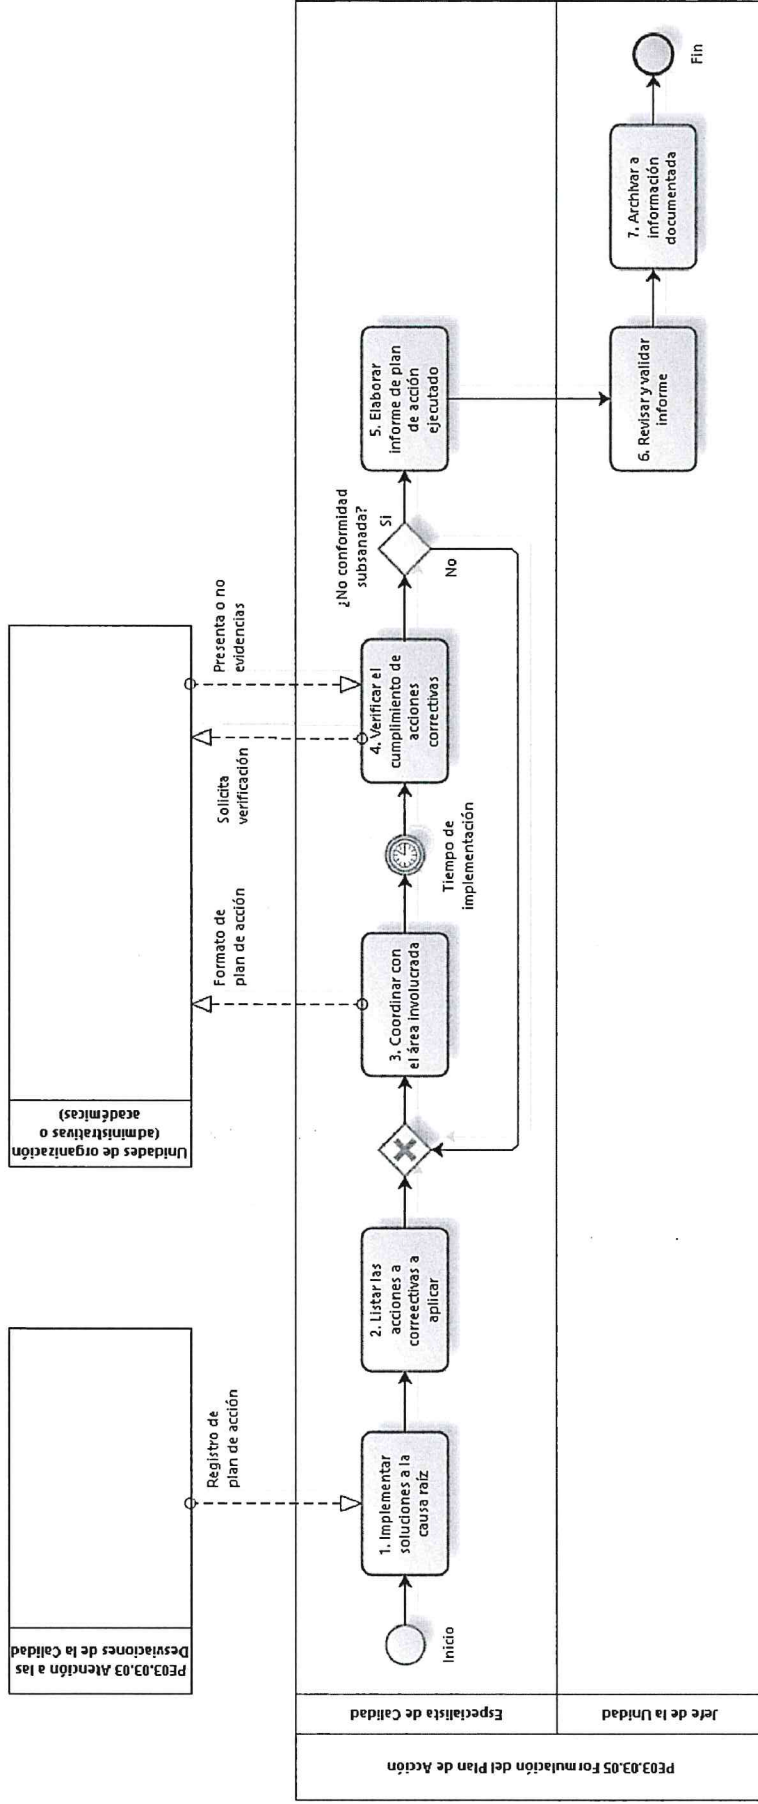 PE03.03.03 Atención a las
Desviaciones de la Calidad
Registro de
plan de acción
Unidades de organización
(administrativas o
académicas)
Formato de
plan de acción
Solicita
verificación
Presenta o no
evidencias
PE03.03.05 Formulación del Plan de Acción
Especialista de Calidad
Inicio
1. Implementar
soluciones a la
causa raíz
2. Listar las
acciones a
correectivas a
aplicar
3. Coordinar con
el área involucrada
Tiempo de
implementación
4. Verificar el
cumplimiento de
acciones
correctivas
¿No conformidad
subsanada?
Si
No
5. Elaborar
informe de plan
de acción
ejecutado
Jefe de la Unidad
6. Revisar y validar
informe
7. Archivar a
información
documentada
Fin